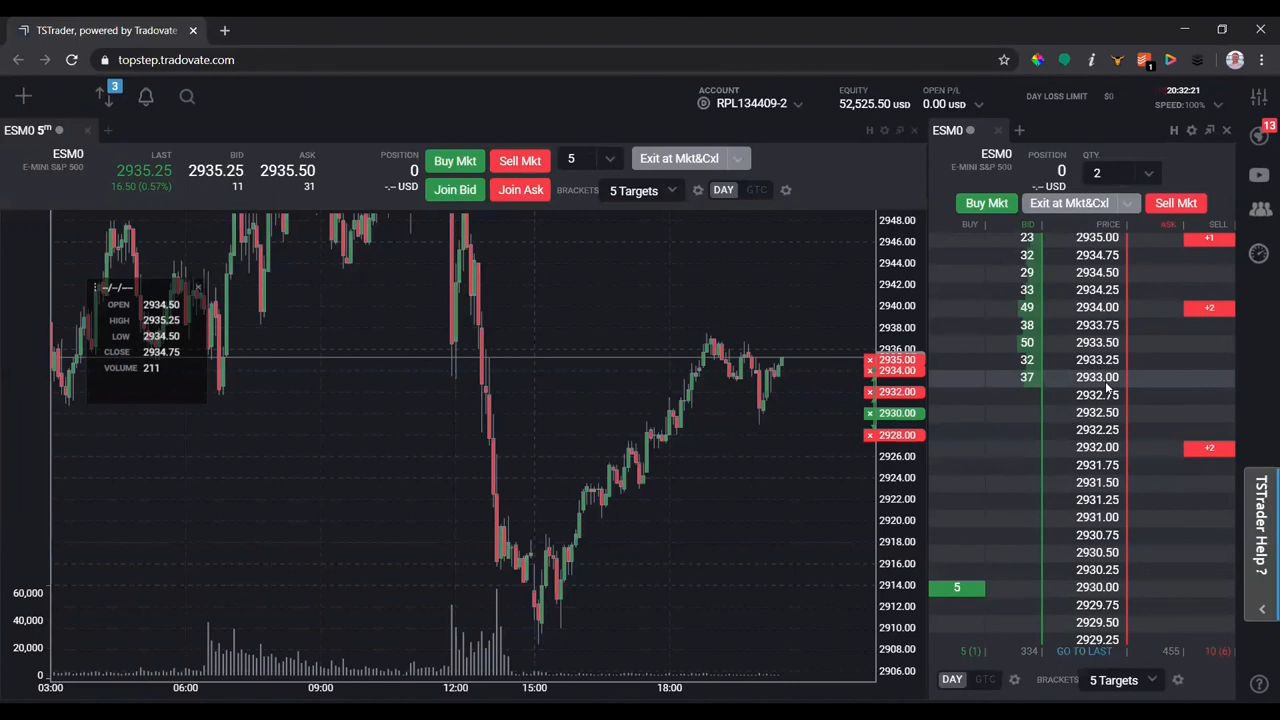 TSTrader, powered by Tradovate
topstep.tradovate.com
1
3
ACCOUNT
RPL134409-2
EQUITY
52,525.50 USD
OPEN P/L
0.00 USD
DAY LOSS LIMIT $0
20:32:21
SPEED:100%
ESM0 5m
ESM0
E-MINI S&P 500
LAST
2935.25
16.50 (0.57%)
BID
2935.25
11
ASK
2935.50
31
POSITION
0
-.-- USD
Buy Mkt
Sell Mkt
5
Exit at Mkt&Cxl
Join Bid
Join Ask
BRACKETS
5 Targets
DAY
GTC
H
--/--/----
OPEN 2934.50
HIGH 2935.25
LOW 2934.50
CLOSE 2934.75
VOLUME 211
2948.00
2946.00
2944.00
2942.00
2940.00
2938.00
2936.00
2935.00
2934.00
2932.00
2930.00
2928.00
2926.00
2924.00
2922.00
2920.00
2918.00
2916.00
2914.00
2912.00
2910.00
2908.00
2906.00
60,000
40,000
20,000
0
03:00 06:00 09:00 12:00 15:00 18:00
ESM0
H
ESM0
E-MINI S&P 500
POSITION
0
-.-- USD
QTY.
2
Buy Mkt
Exit at Mkt&Cxl
Sell Mkt
BUY BID PRICE ASK SELL
23 2935.00 +1
32 2934.75
29 2934.50
33 2934.25
49 2934.00 +2
38 2933.75
50 2933.50
32 2933.25
37 2933.00
2932.75
2932.50
2932.25
2932.00 +2
2931.75
2931.50
2931.25
2931.00
2930.75
2930.50
2930.25
5 2930.00
2929.75
2929.50
2929.25
5 (1) 334 GO TO LAST 455 10 (6)
DAY
GTC
BRACKETS
5 Targets
13
TSTrader Help ?